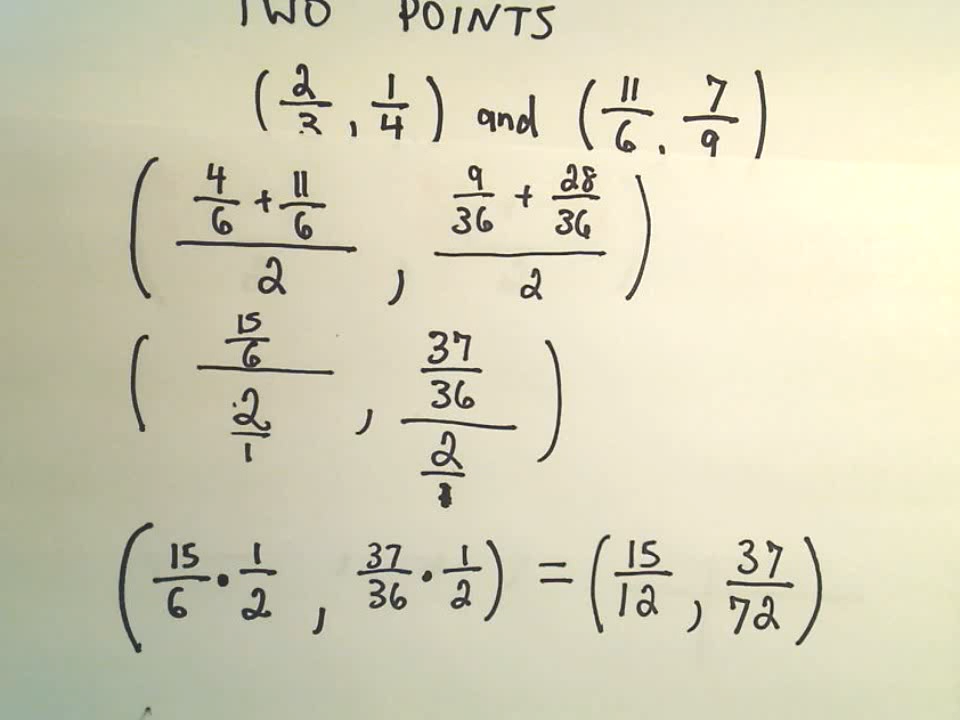 TWO POINTS
(2/3, 1/4) and (11/6, 7/9)
((4/6 + 11/6)/2, (9/36 + 28/36)/2)
((15/6)/(2/1), (37/36)/(2/1))
(15/6 · 1/2, 37/36 · 1/2) = (15/12, 37/72)